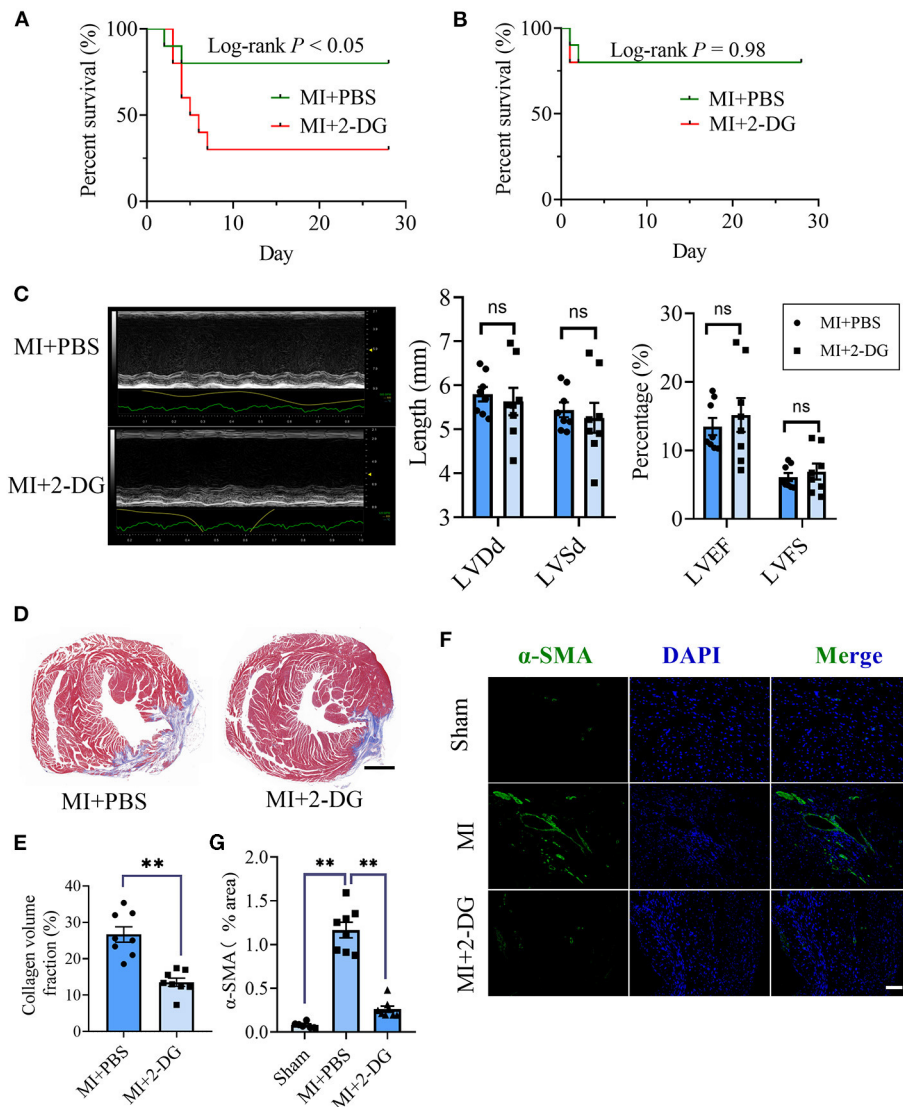 A
Percent survival (%)
100
50
0
Log-rank P < 0.05
MI+PBS
MI+2-DG
0 10 20 30
Day
B
Percent survival (%)
100
50
0
Log-rank P = 0.98
MI+PBS
MI+2-DG
0 10 20 30
Day
C
MI+PBS
MI+2-DG
Length (mm)
8
7
6
5
4
3
ns
ns
LVDd
LVSd
Percentage (%)
30
20
10
0
ns
ns
LVEF
LVFS
MI+PBS
MI+2-DG
D
MI+PBS
MI+2-DG
E
Collagen volume
fraction (%)
40
30
20
10
0
**
MI+PBS
MI+2-DG
G
α-SMA（ % area)
2.0
1.5
1.0
0.5
0.0
**
**
Sham
MI+PBS
MI+2-DG
F
α-SMA
DAPI
Merge
Sham
MI
MI+2-DG